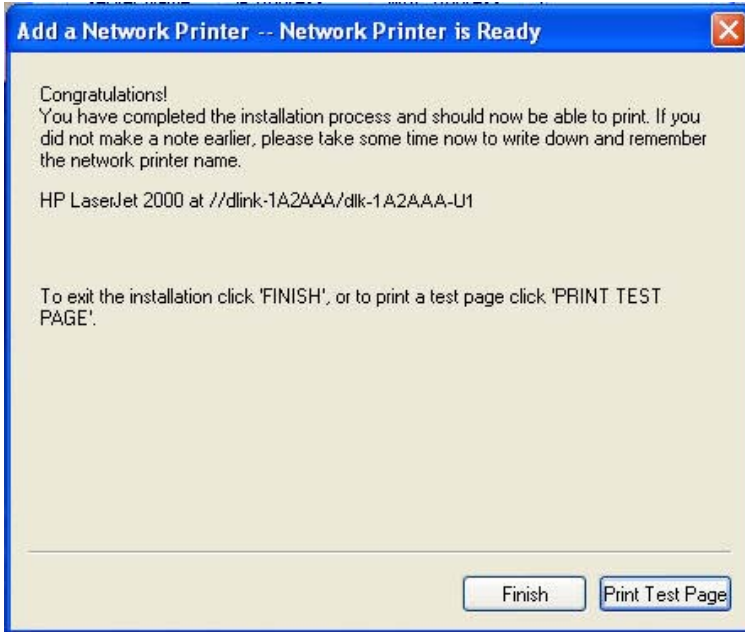 Add a Network Printer -- Network Printer is Ready
Congratulations!
You have completed the installation process and should now be able to print. If you
did not make a note earlier, please take some time now to write down and remember
the network printer name.
HP LaserJet 2000 at //dlink-1A2AAA/dlk-1A2AAA-U1
To exit the installation click 'FINISH', or to print a test page click 'PRINT TEST
PAGE'.
Finish
Print Test Page